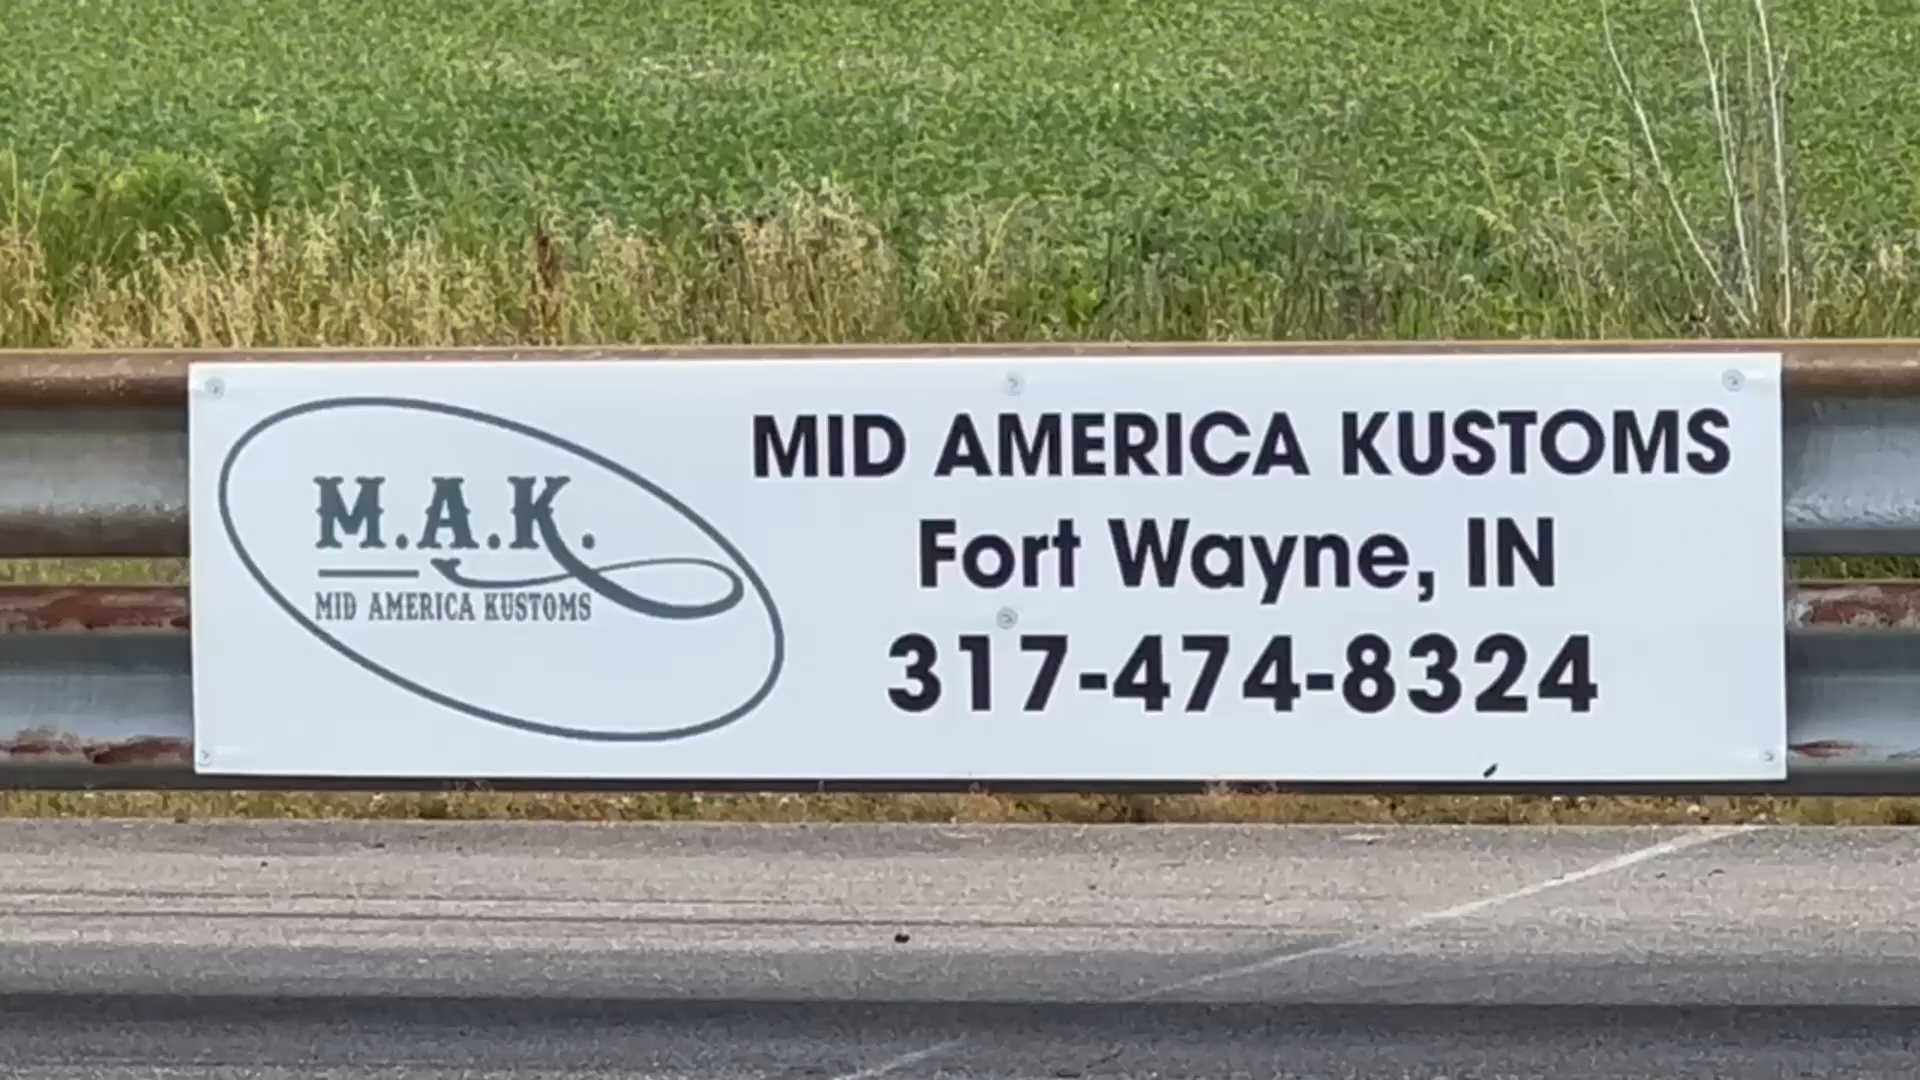 M.A.K.
MID AMERICA KUSTOMS
MID AMERICA KUSTOMS
Fort Wayne, IN
317-474-8324